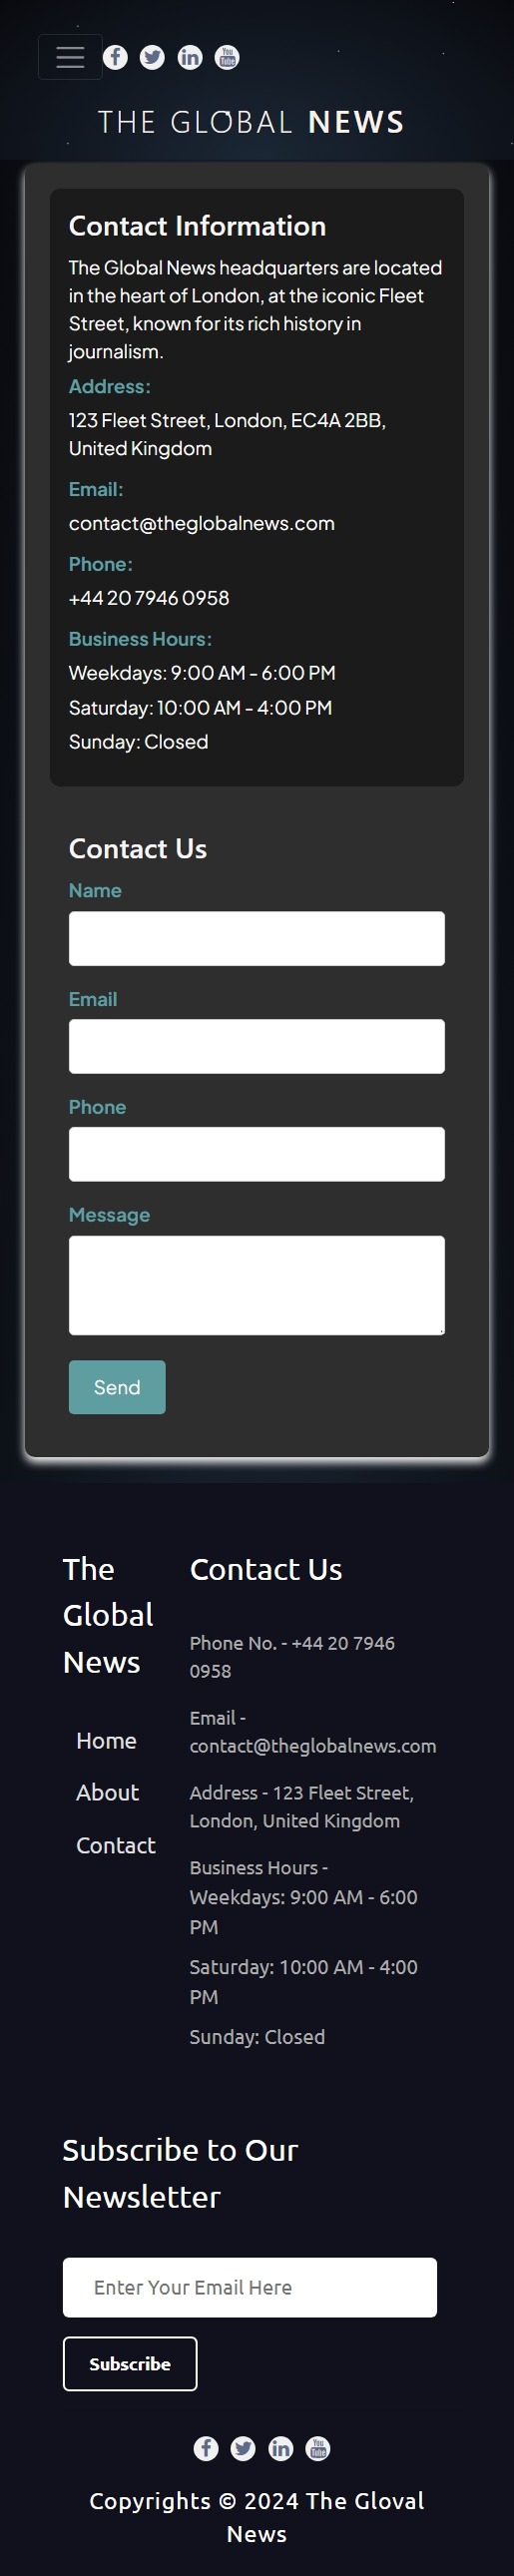 THE GLOBAL NEWS
Contact Information
The Global News headquarters are located
in the heart of London, at the iconic Fleet
Street, known for its rich history in
journalism.
Address:
123 Fleet Street, London, EC4A 2BB,
United Kingdom
Email:
contact@theglobalnews.com
Phone:
+44 20 7946 0958
Business Hours:
Weekdays: 9:00 AM - 6:00 PM
Saturday: 10:00 AM - 4:00 PM
Sunday: Closed
Contact Us
Name
Email
Phone
Message
Send
The
Global
News
Home
About
Contact
Contact Us
Phone No. - +44 20 7946
0958
Email -
contact@theglobalnews.com
Address - 123 Fleet Street,
London, United Kingdom
Business Hours -
Weekdays: 9:00 AM - 6:00
PM
Saturday: 10:00 AM - 4:00
PM
Sunday: Closed
Subscribe to Our
Newsletter
Enter Your Email Here
Subscribe
Copyrights © 2024 The Gloval
News